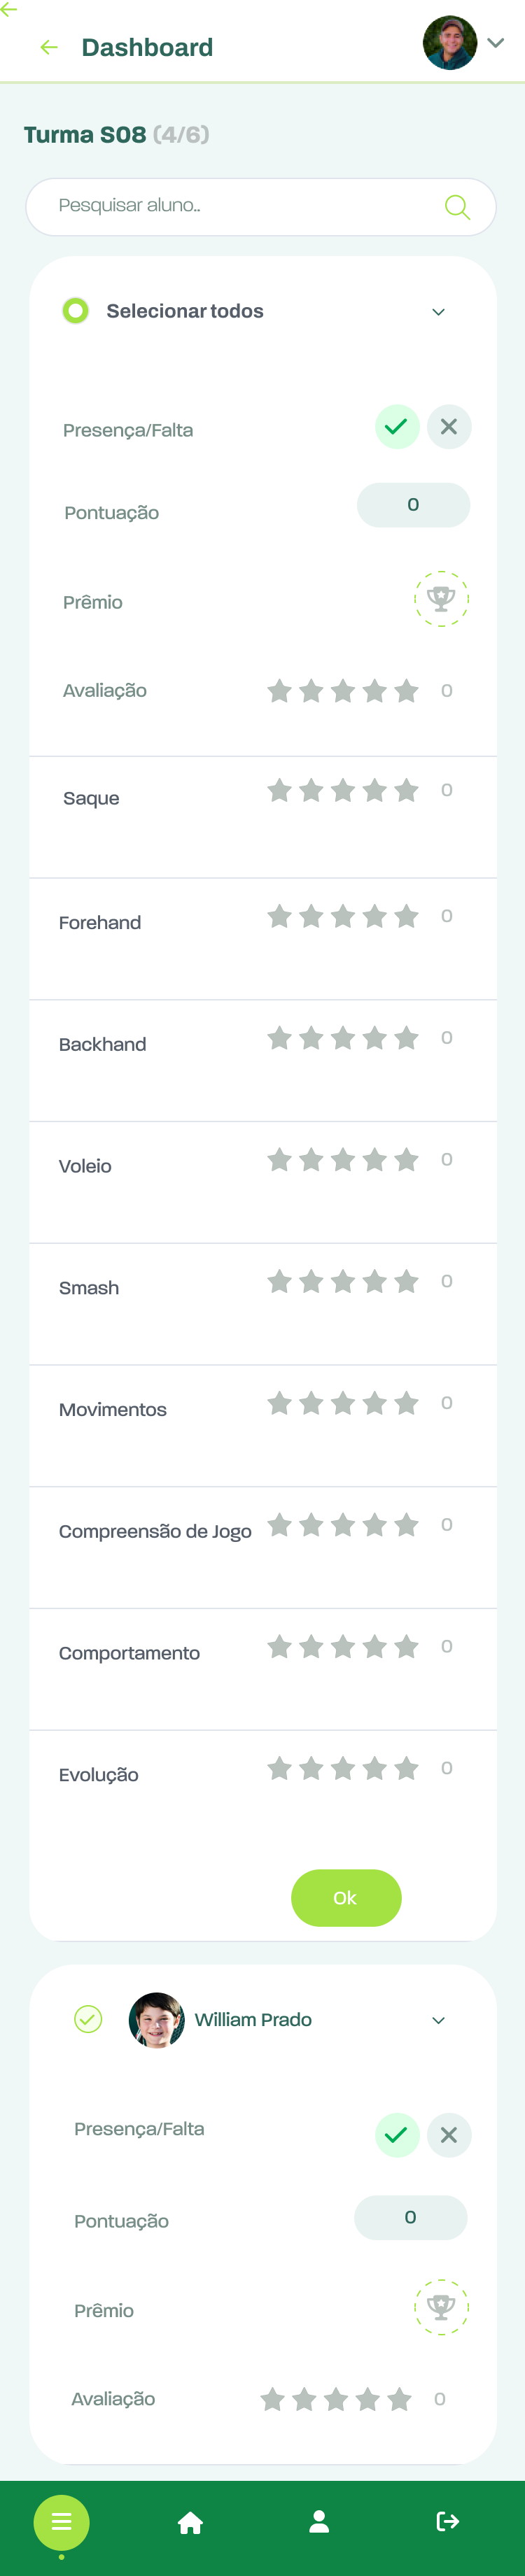 Dashboard
Turma S08 (4/6)
Pesquisar aluno..
Selecionar todos
Presença/Falta
Pontuação 0
Prêmio
Avaliação 0
Saque 0
Forehand 0
Backhand 0
Voleio 0
Smash 0
Movimentos 0
Compreensão de Jogo 0
Comportamento 0
Evolução 0
Ok
William Prado
Presença/Falta
Pontuação 0
Prêmio
Avaliação 0